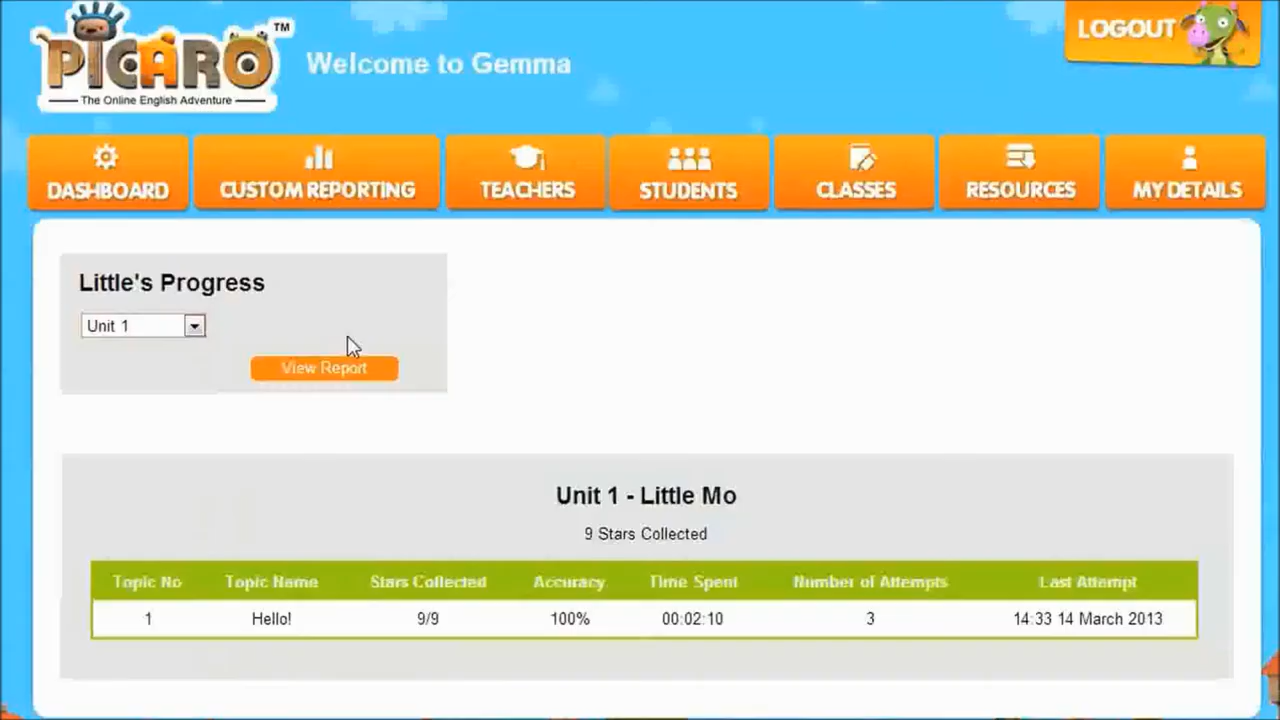 PICARO™
The Online English Adventure
Welcome to Gemma
LOGOUT
DASHBOARD
CUSTOM REPORTING
TEACHERS
STUDENTS
CLASSES
RESOURCES
MY DETAILS
Little's Progress
Unit 1
View Report
Unit 1 - Little Mo
9 Stars Collected
Topic No Topic Name Stars Collected Accuracy Time Spent Number of Attempts Last Attempt
1 Hello! 9/9 100% 00:02:10 3 14:33 14 March 2013